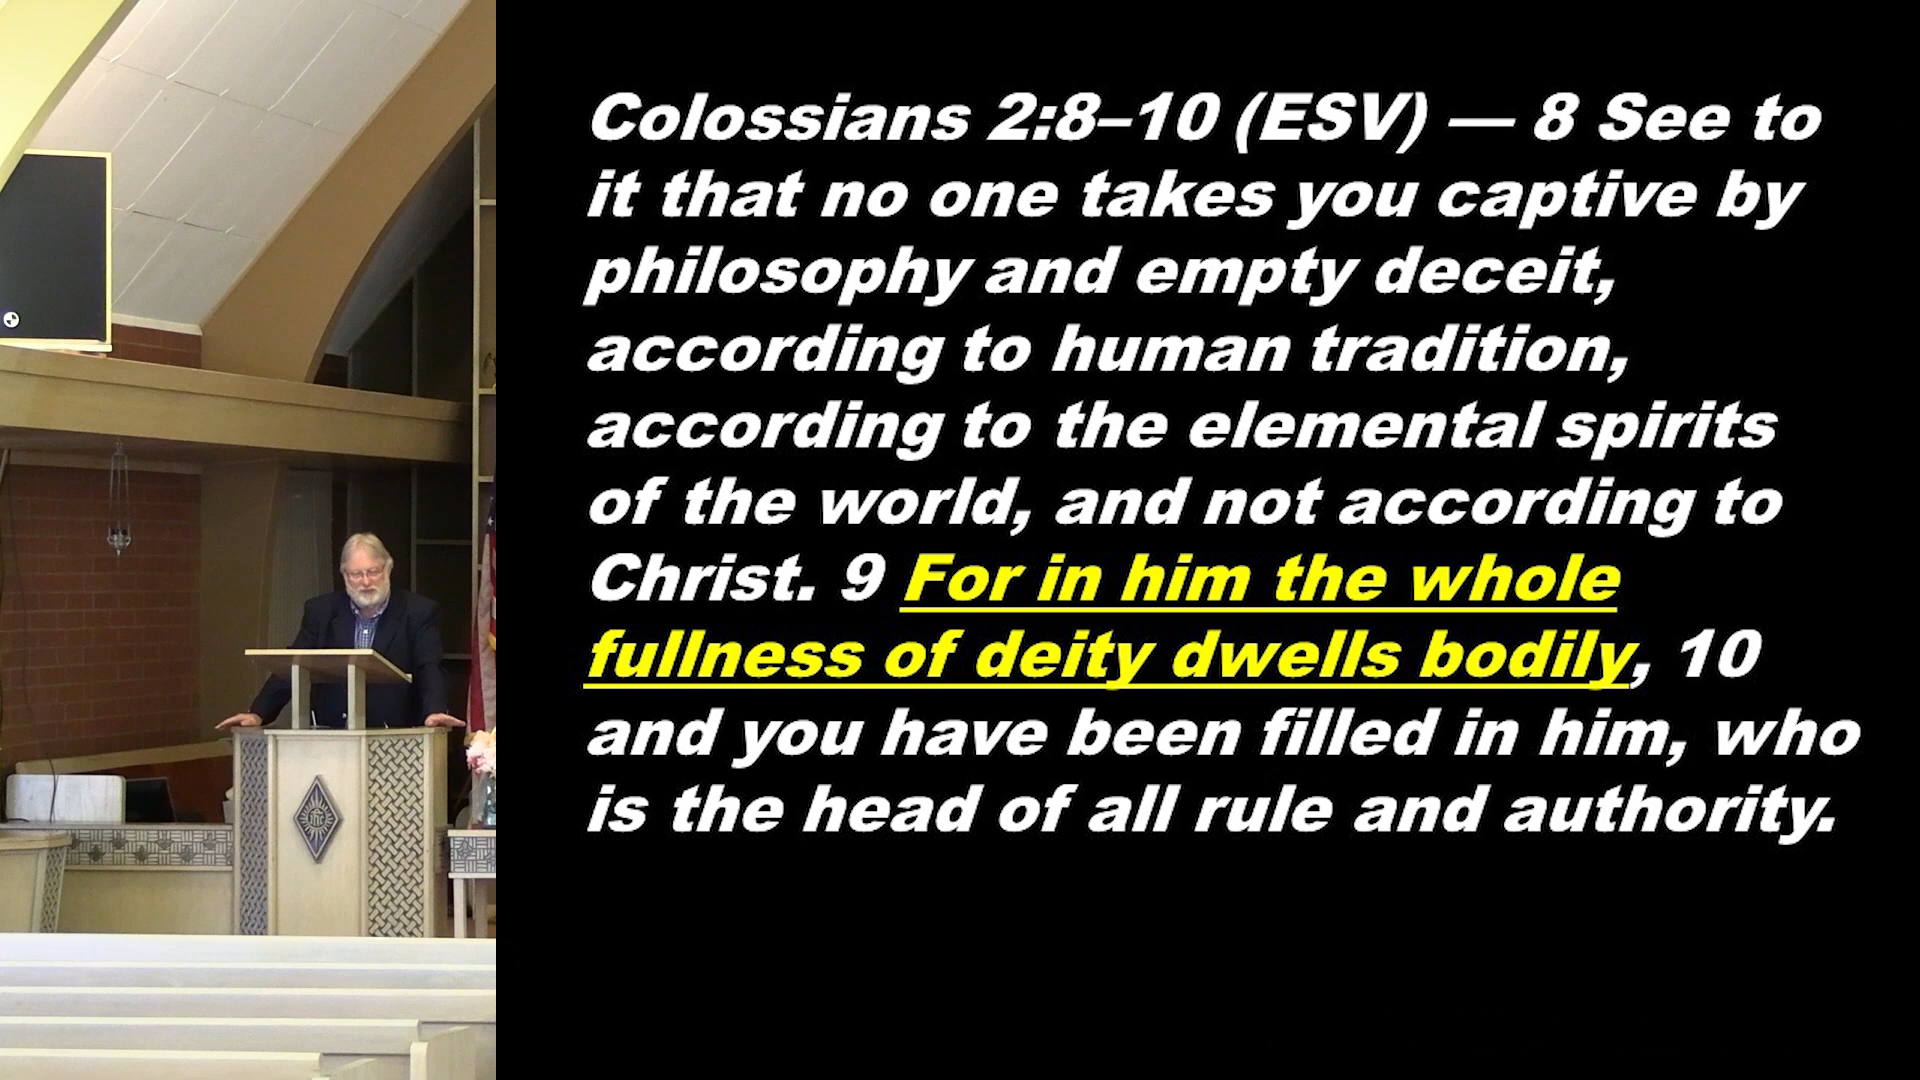 Colossians 2:8–10 (ESV) — 8 See to
it that no one takes you captive by
philosophy and empty deceit,
according to human tradition,
according to the elemental spirits
of the world, and not according to
Christ. 9 For in him the whole
fullness of deity dwells bodily, 10
and you have been filled in him, who
is the head of all rule and authority.